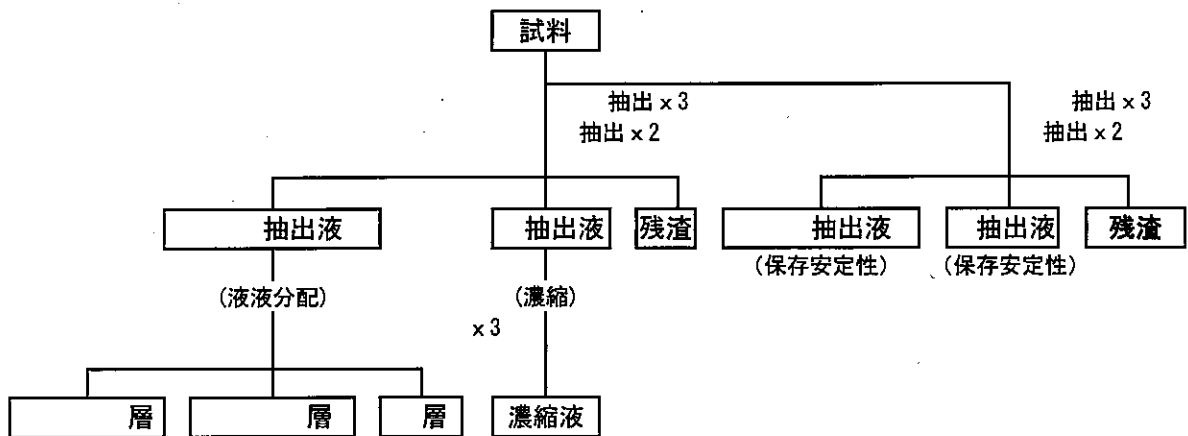 試料
抽出×3
抽出×2
抽出×3
抽出×2
抽出液
抽出液
残渣
抽出液
抽出液
残渣
(保存安定性)
(保存安定性)
(液液分配)
(濃縮)
×3
層
層
層
濃縮液